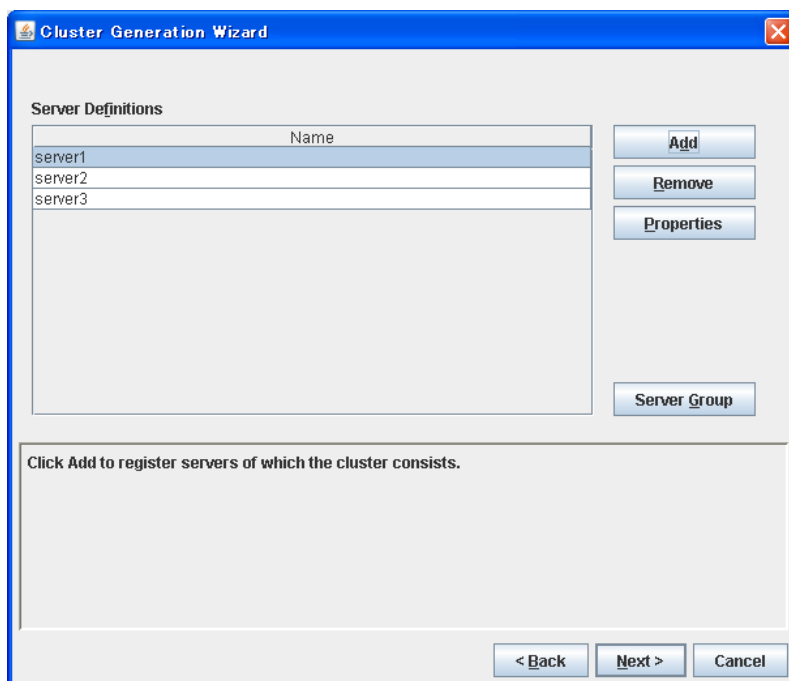 Cluster Generation Wizard
Server Definitions
Name
server1
server2
server3
Add
Remove
Properties
Server Group
Click Add to register servers of which the cluster consists.
< Back
Next >
Cancel